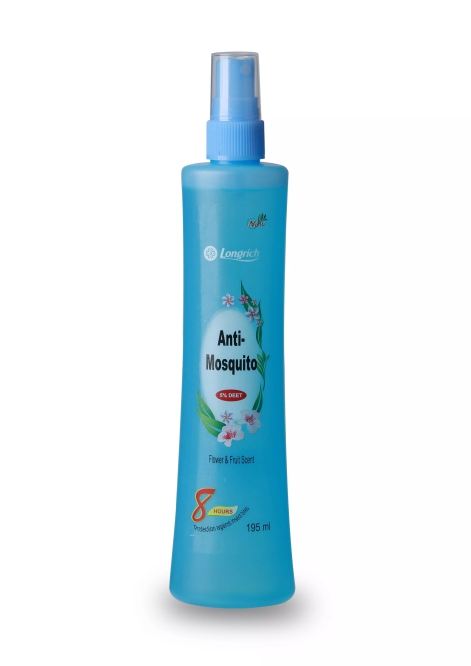 Longrich
Anti-
Mosquito
5% DEET
Flower & Fruit Scent
8
HOURS
195 ml